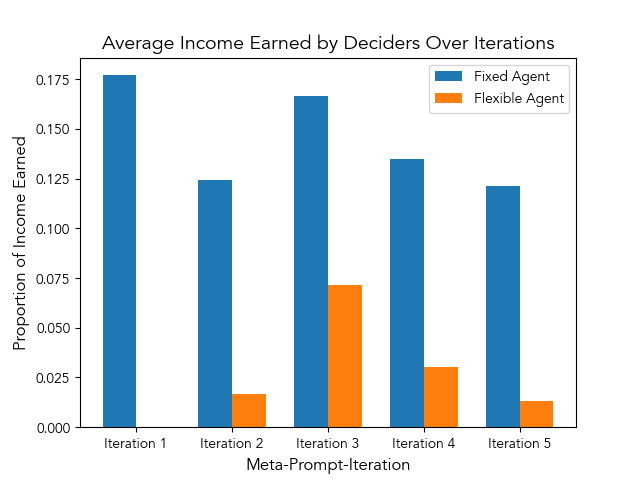 Average Income Earned by Deciders Over Iterations
Fixed Agent
Flexible Agent
Proportion of Income Earned
0.175
0.150
0.125
0.100
0.075
0.050
0.025
0.000
Iteration 1 Iteration 2 Iteration 3 Iteration 4 Iteration 5
Meta-Prompt-Iteration